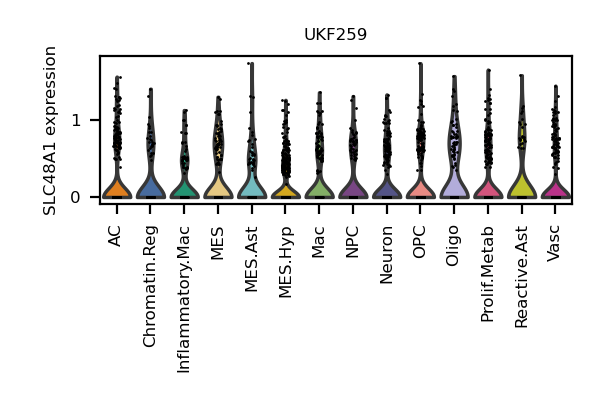 UKF259
SLC48A1 expression
1
0
AC
Chromatin.Reg
Inflammatory.Mac
MES
MES.Ast
MES.Hyp
Mac
NPC
Neuron
OPC
Oligo
Prolif.Metab
Reactive.Ast
Vasc